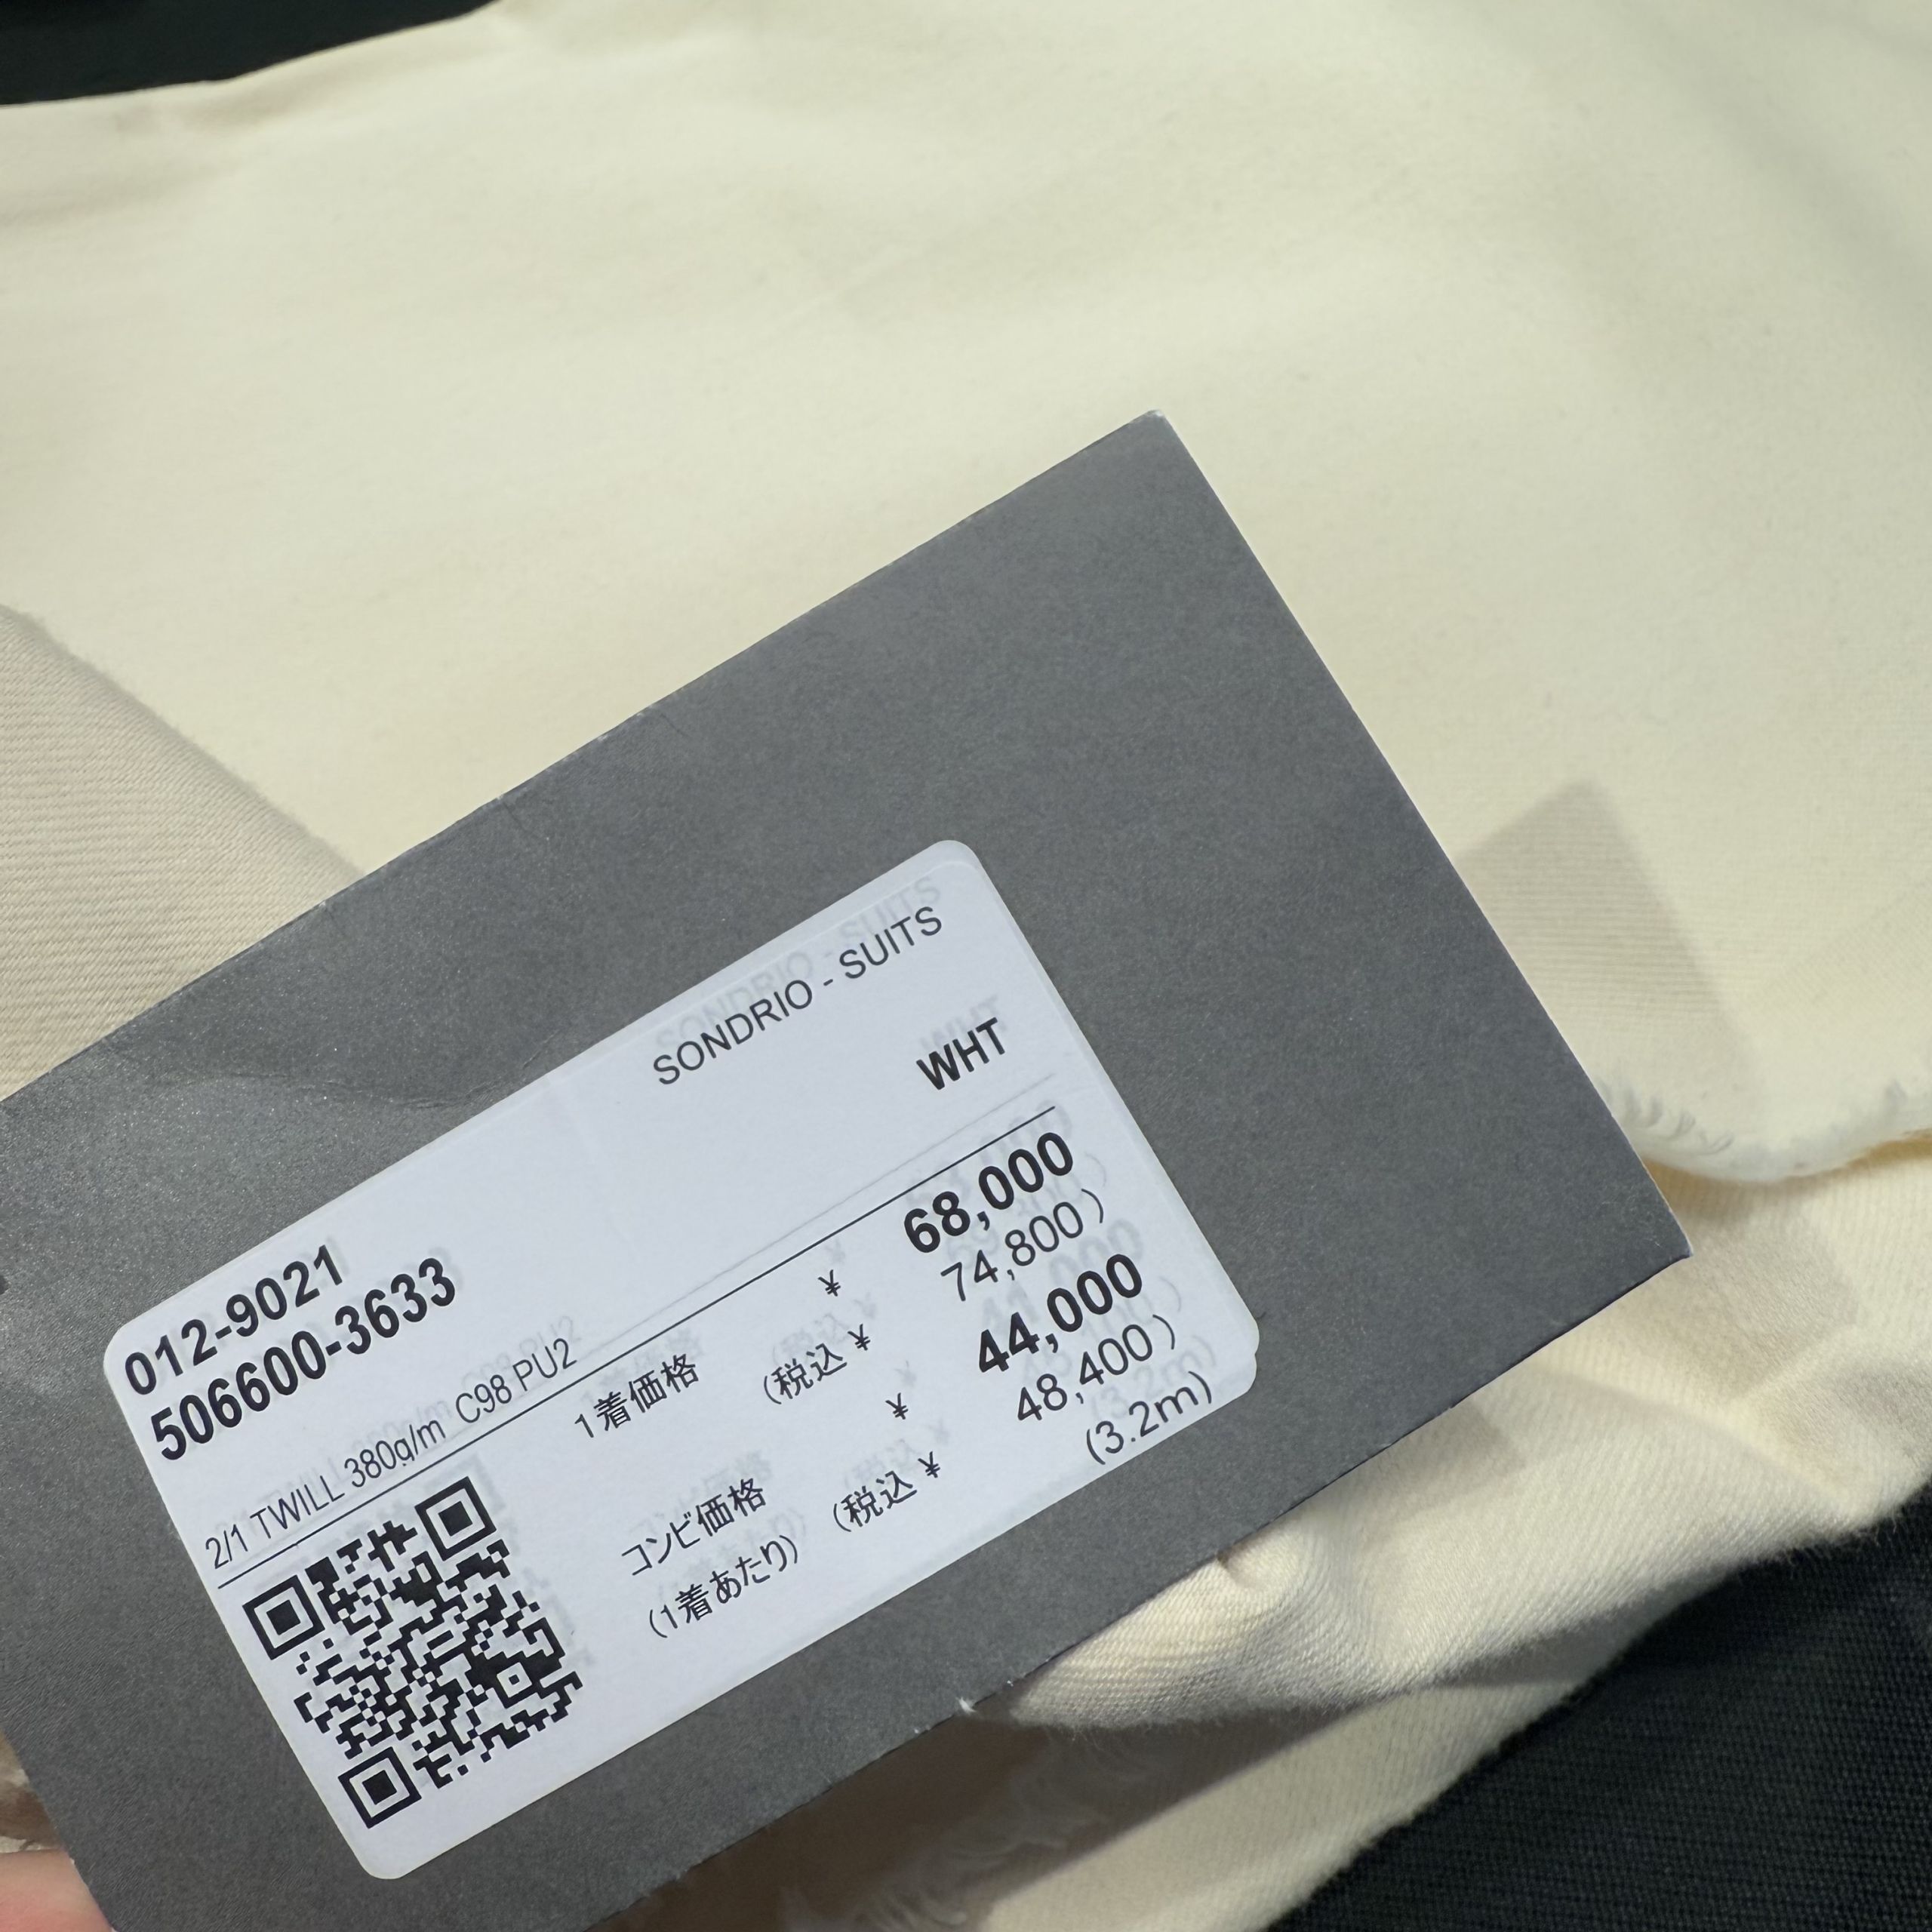 012-9021
506600-3633
SONDRIO - SUITS
2/1 TWILL 380g/m C98 PU2
WHT
1着価格 ¥ 68,000
(税込 ¥ 74,800)
コンビ価格 ¥ 44,000
(1着あたり) (税込 ¥ 48,400)
(3.2m)